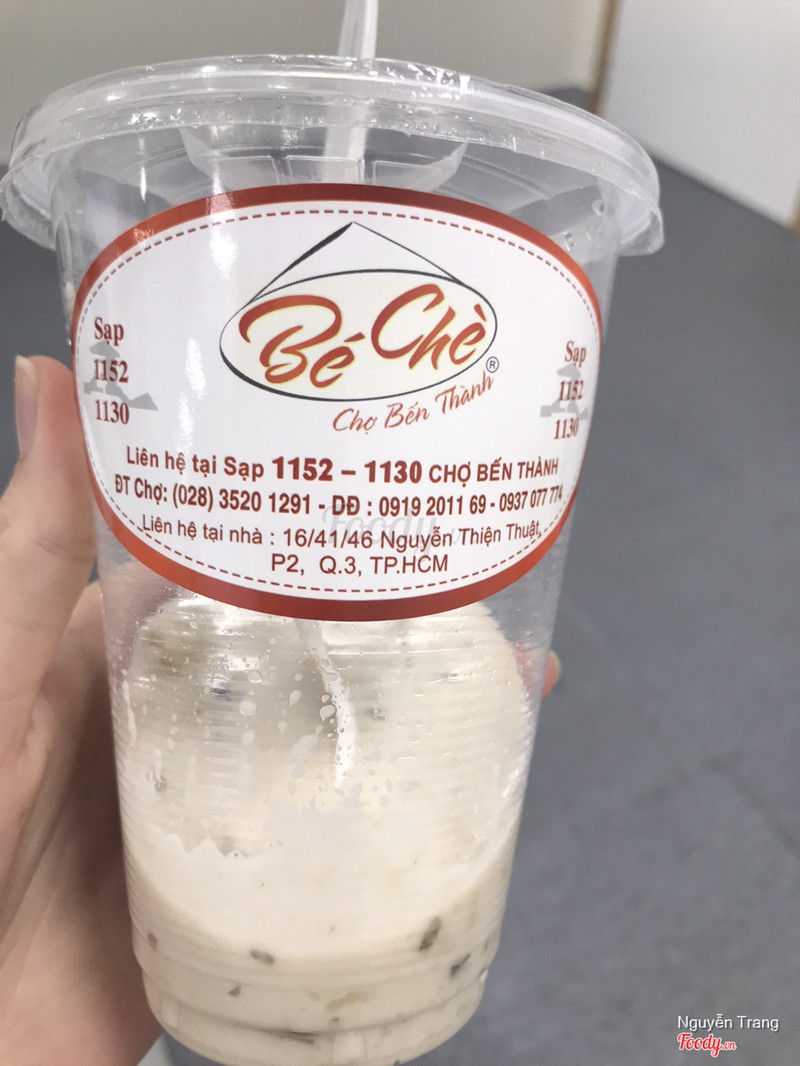 Bé Chè ®
Chợ Bến Thành
Sạp
1152
1130
Sạp
1152
1130
Liên hệ tại Sạp 1152 – 1130 CHỢ BẾN THÀNH
ĐT Chợ: (028) 3520 1291 - DĐ : 0919 2011 69 - 0937 077 774
Liên hệ tại nhà : 16/41/46 Nguyễn Thiện Thuật,
P2, Q.3, TP.HCM
Foody.vn
Nguyễn Trang
Foody.vn